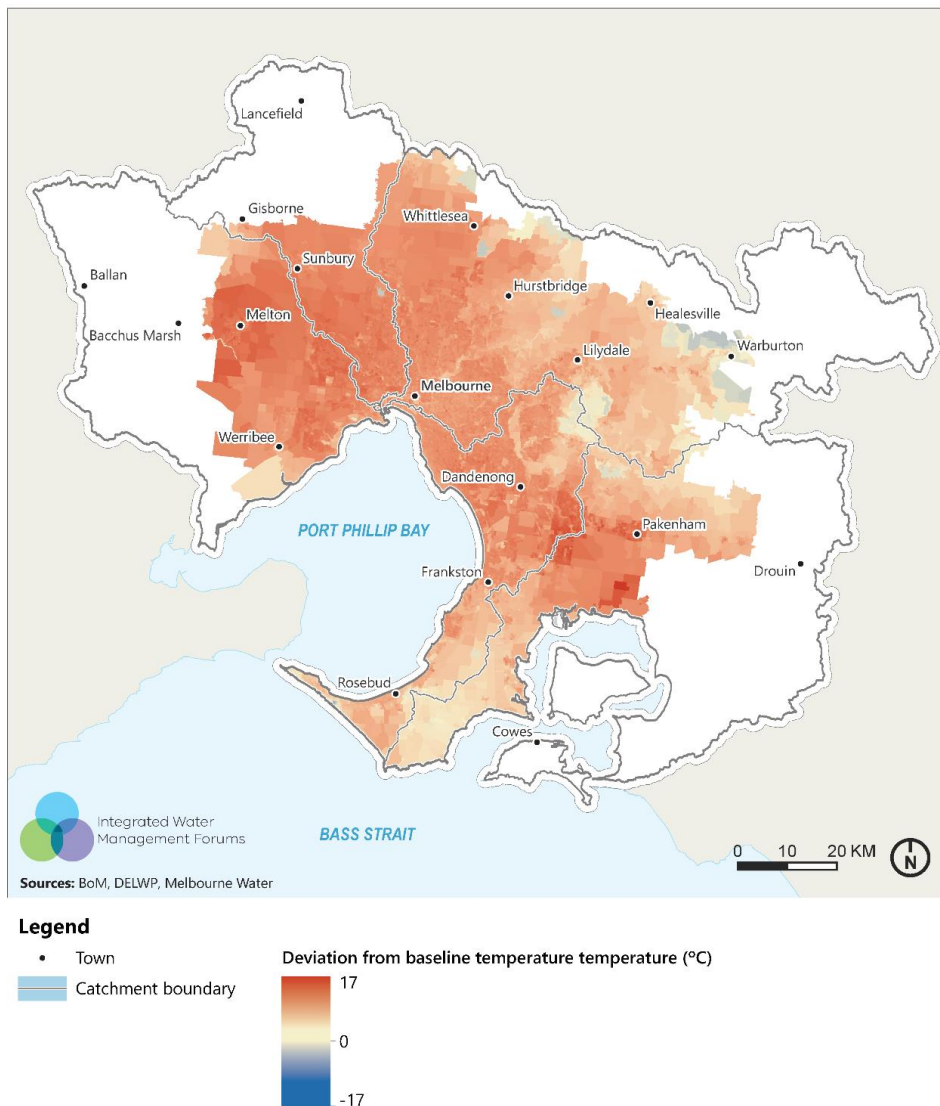 Lancefield
Gisborne
Whittlesea
Sunbury
Ballan
Hurstbridge
Healesville
Melton
Bacchus Marsh
Lilydale
Warburton
Melbourne
Werribee
Dandenong
PORT PHILLIP BAY
Pakenham
Drouin
Frankston
Rosebud
Cowes
Integrated Water
Management Forums
BASS STRAIT
0 10 20 KM
N
Sources: BoM, DELWP, Melbourne Water
Legend
Town
Catchment boundary
Deviation from baseline temperature temperature (°C)
17
0
-17